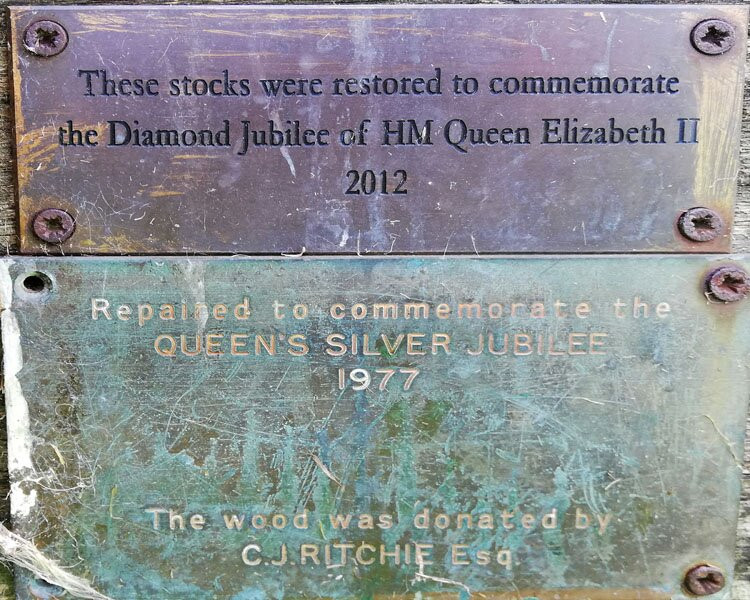 These stocks were restored to commemorate
the Diamond Jubilee of HM Queen Elizabeth II
2012
Repaired to commemorate the
QUEEN'S SILVER JUBILEE
1977
The wood was donated by
C.J.RITCHIE Esq.